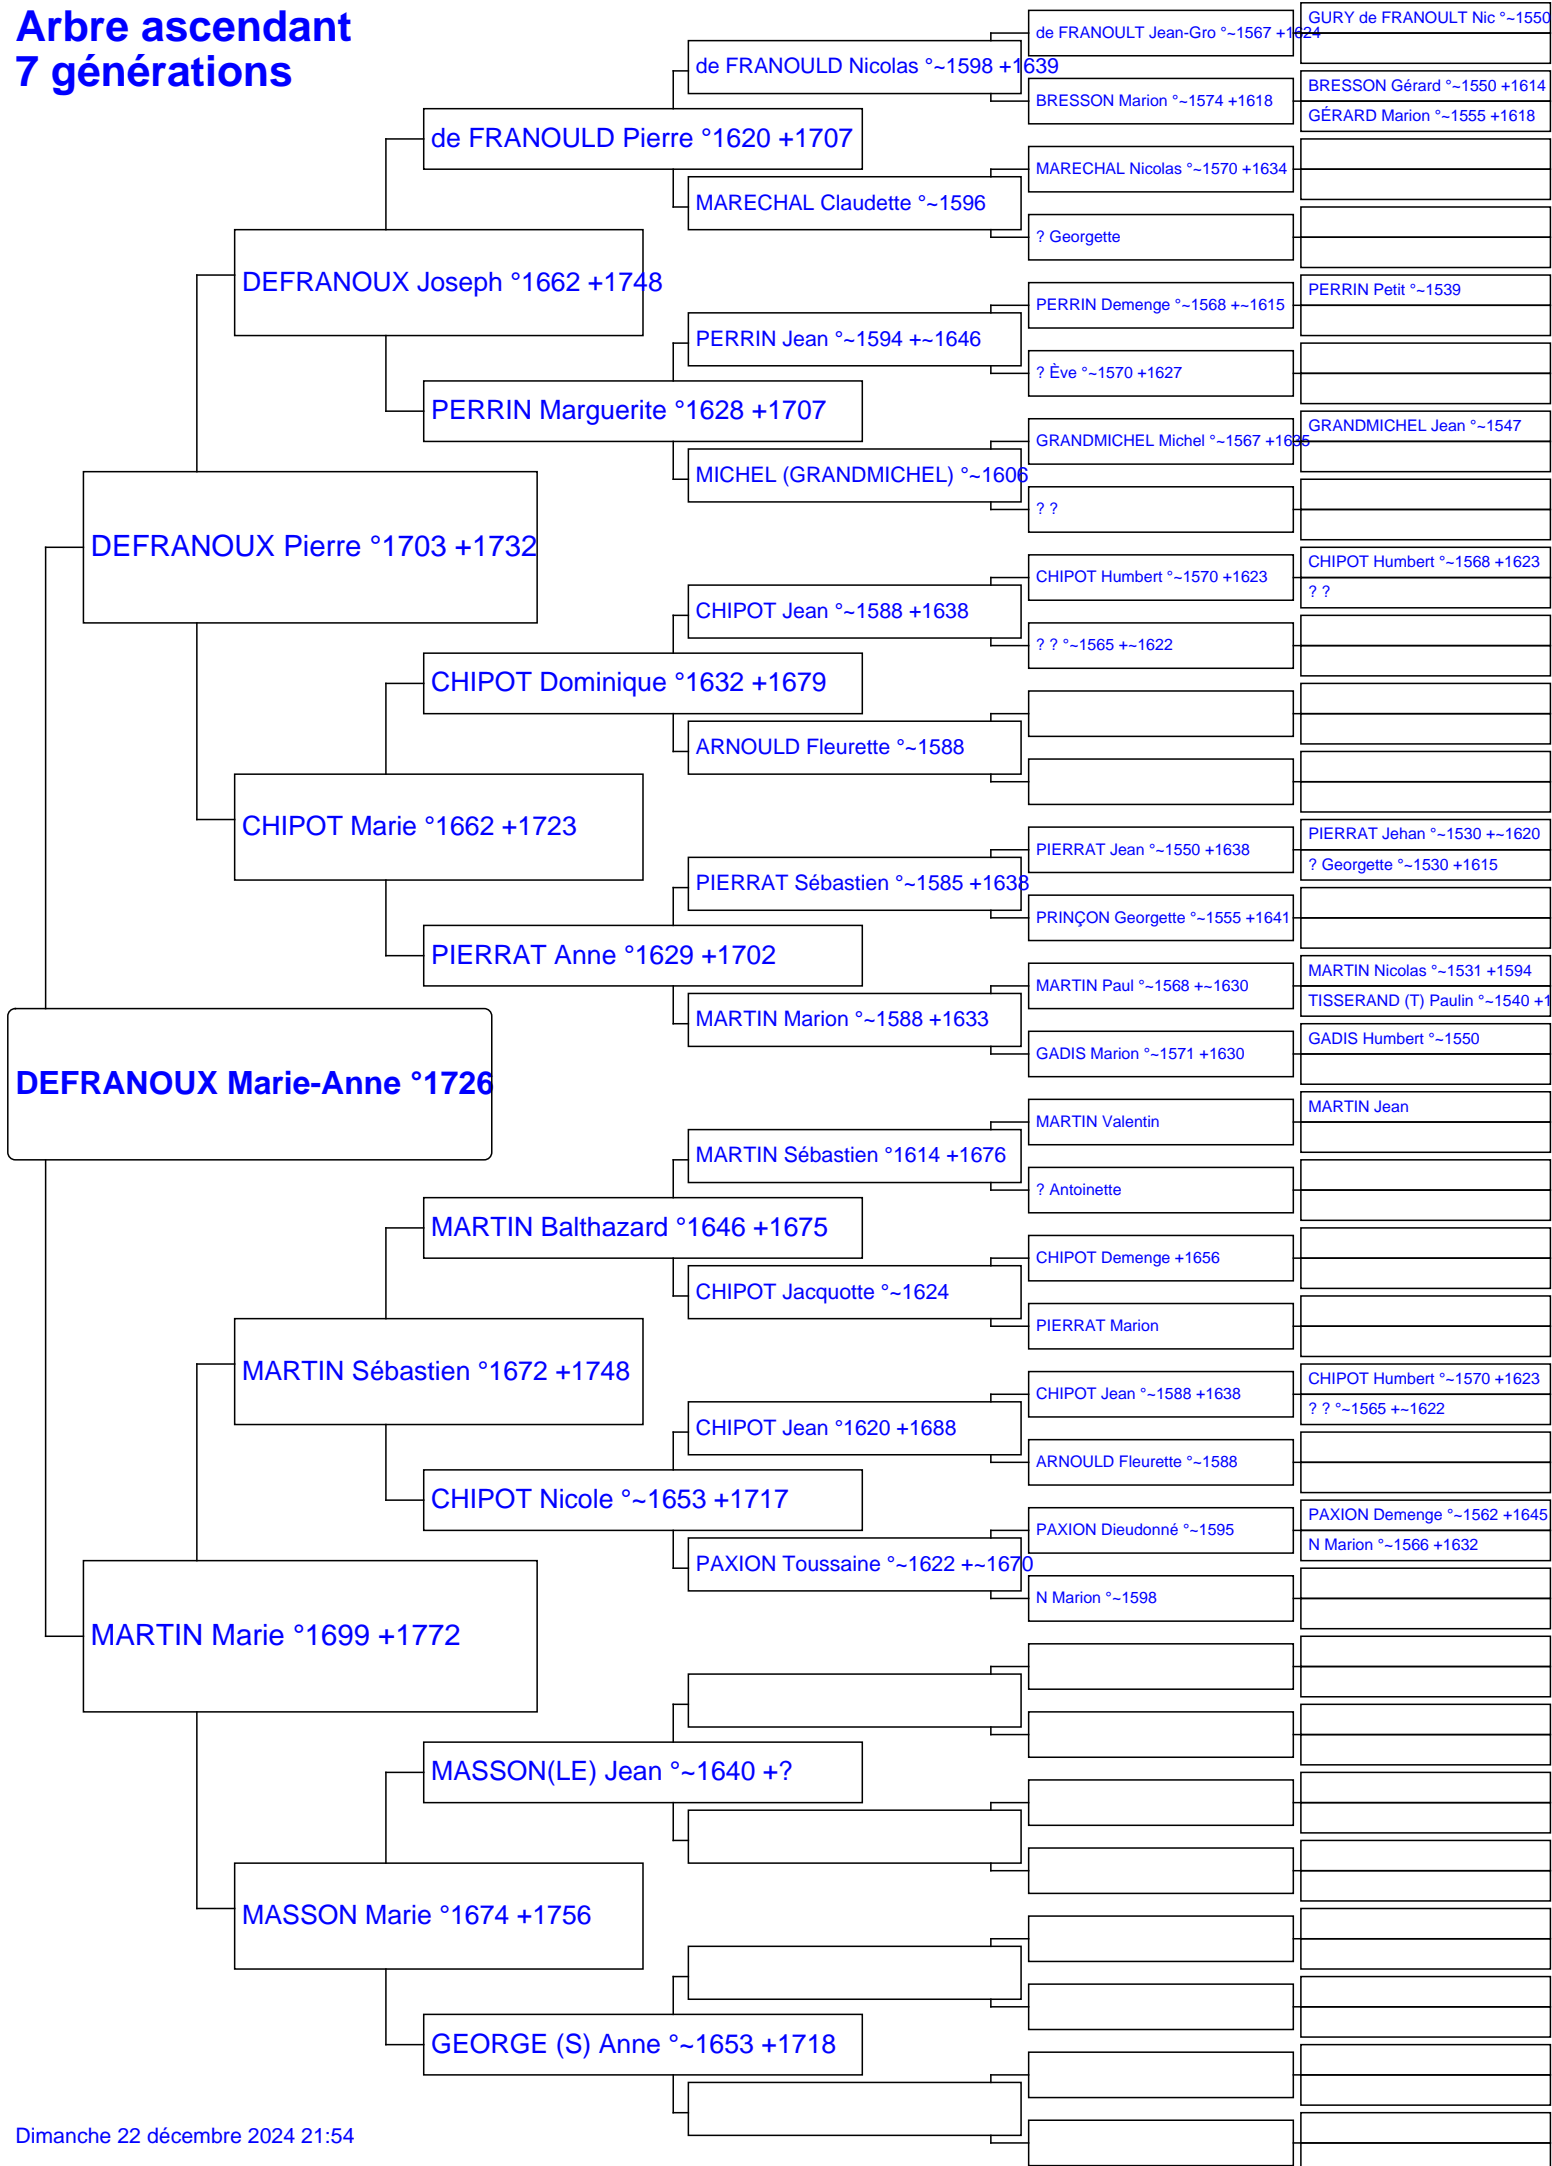 Arbre ascendant
7 générations
DEFRANOUX Marie-Anne °1726
DEFRANOUX Pierre °1703 +1732
MARTIN Marie °1699 +1772
DEFRANOUX Joseph °1662 +1748
CHIPOT Marie °1662 +1723
MARTIN Sébastien °1672 +1748
MASSON Marie °1674 +1756
de FRANOULD Pierre °1620 +1707
PERRIN Marguerite °1628 +1707
CHIPOT Dominique °1632 +1679
PIERRAT Anne °1629 +1702
MARTIN Balthazard °1646 +1675
CHIPOT Nicole °~1653 +1717
MASSON(LE) Jean °~1640 +?
GEORGE (S) Anne °~1653 +1718
de FRANOULD Nicolas °~1598 +1639
MARECHAL Claudette °~1596
PERRIN Jean °~1594 +~1646
MICHEL (GRANDMICHEL) °~1606
CHIPOT Jean °~1588 +1638
ARNOULD Fleurette °~1588
PIERRAT Sébastien °~1585 +1638
MARTIN Marion °~1588 +1633
MARTIN Sébastien °1614 +1676
CHIPOT Jacquotte °~1624
CHIPOT Jean °1620 +1688
PAXION Toussaine °~1622 +~1670
de FRANOULT Jean-Gro °~1567 +1624
BRESSON Marion °~1574 +1618
MARECHAL Nicolas °~1570 +1634
? Georgette
PERRIN Demenge °~1568 +~1615
? Ève °~1570 +1627
GRANDMICHEL Michel °~1567 +1635
? ?
CHIPOT Humbert °~1570 +1623
? ? °~1565 +~1622
PIERRAT Jean °~1550 +1638
PRINÇON Georgette °~1555 +1641
MARTIN Paul °~1568 +~1630
GADIS Marion °~1571 +1630
MARTIN Valentin
? Antoinette
CHIPOT Demenge +1656
PIERRAT Marion
CHIPOT Jean °~1588 +1638
ARNOULD Fleurette °~1588
PAXION Dieudonné °~1595
N Marion °~1598
GURY de FRANOULT Nic °~1550
BRESSON Gérard °~1550 +1614
GÉRARD Marion °~1555 +1618
PERRIN Petit °~1539
GRANDMICHEL Jean °~1547
CHIPOT Humbert °~1568 +1623
? ?
PIERRAT Jehan °~1530 +~1620
? Georgette °~1530 +1615
MARTIN Nicolas °~1531 +1594
TISSERAND (T) Paulin °~1540 +1
GADIS Humbert °~1550
MARTIN Jean
CHIPOT Humbert °~1570 +1623
? ? °~1565 +~1622
PAXION Demenge °~1562 +1645
N Marion °~1566 +1632
Dimanche 22 décembre 2024 21:54